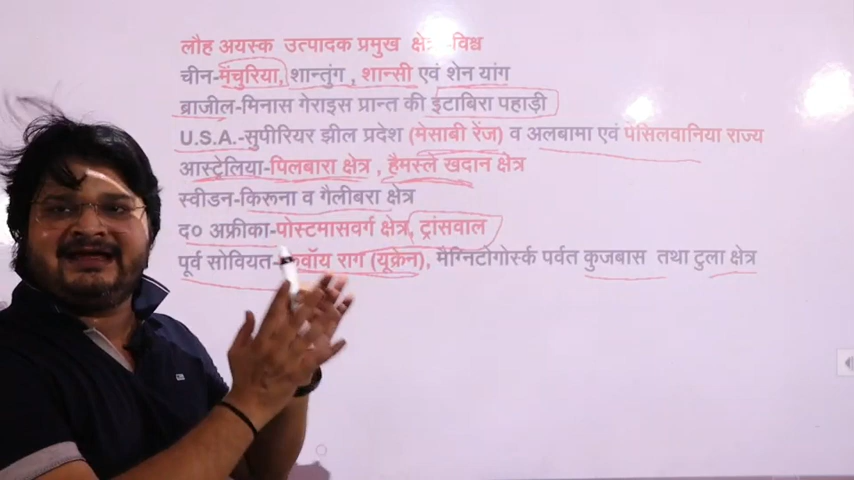 लौह अयस्क उत्पादक प्रमुख क्षेत्र -विश्व
चीन-मंचुरिया, शान्तुंग , शान्सी एवं शेन यांग
ब्राजील-मिनास गेराइस प्रान्त की इटाबिरा पहाड़ी
U.S.A.-सुपीरियर झील प्रदेश (मेसाबी रेंज) व अलबामा एवं पेंसिलवानिया राज्य
आस्ट्रेलिया-पिलबारा क्षेत्र , हैमस्ले खदान क्षेत्र
स्वीडन-किरूना व गैलीबरा क्षेत्र
द० अफ्रीका-पोस्टमासवर्ग क्षेत्र, ट्रांसवाल
पूर्व सोवियत- राग (यूक्रेन), मैग्निटोगोर्स्क पर्वत कुजबास तथा टुला क्षेत्र